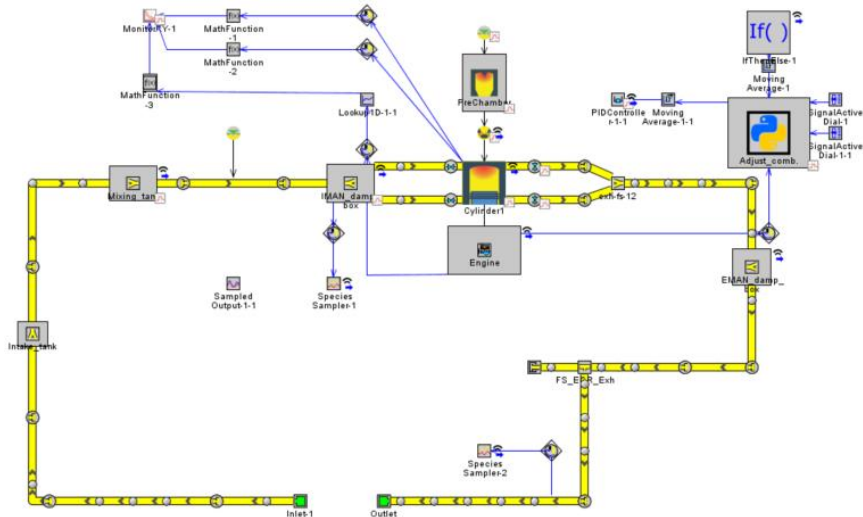 MonitorXY-1
MathFunction
-1
MathFunction
-2
MathFunction
-3
Lookup1D-1-1
PreChamber
If( )
IfThenElse-1
Moving
Average-1
PIDControlle
r-1-1
Moving
Average-1-1
SignalActive
Dial-1
SignalActive
Dial-1-1
Adjust_comb.
Mixing_tan
IMAN_damp_
box
Cylinder1
exh-fs-12
Engine
EMAN_damp_
box
Sampled
Output-1-1
Species
Sampler-1
Intake_tank
FS_EPR_Exh
Species
Sampler-2
Inlet-1
Outlet